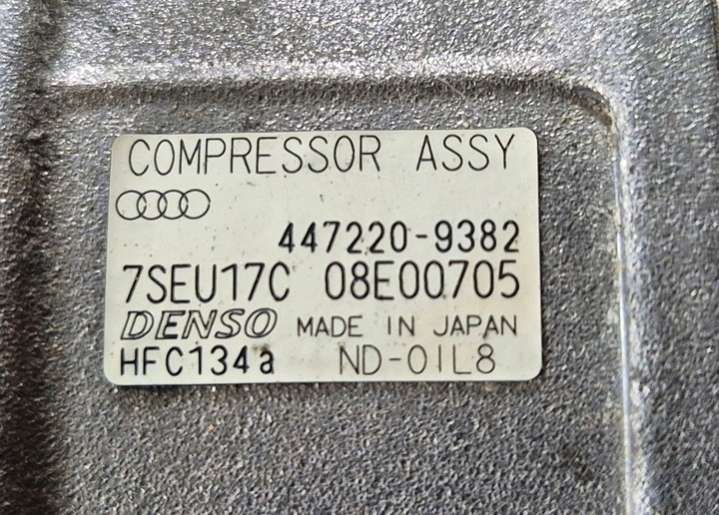 COMPRESSOR ASSY
447220-9382
7SEU17C 08E00705
DENSO MADE IN JAPAN
HFC134a ND-OIL8